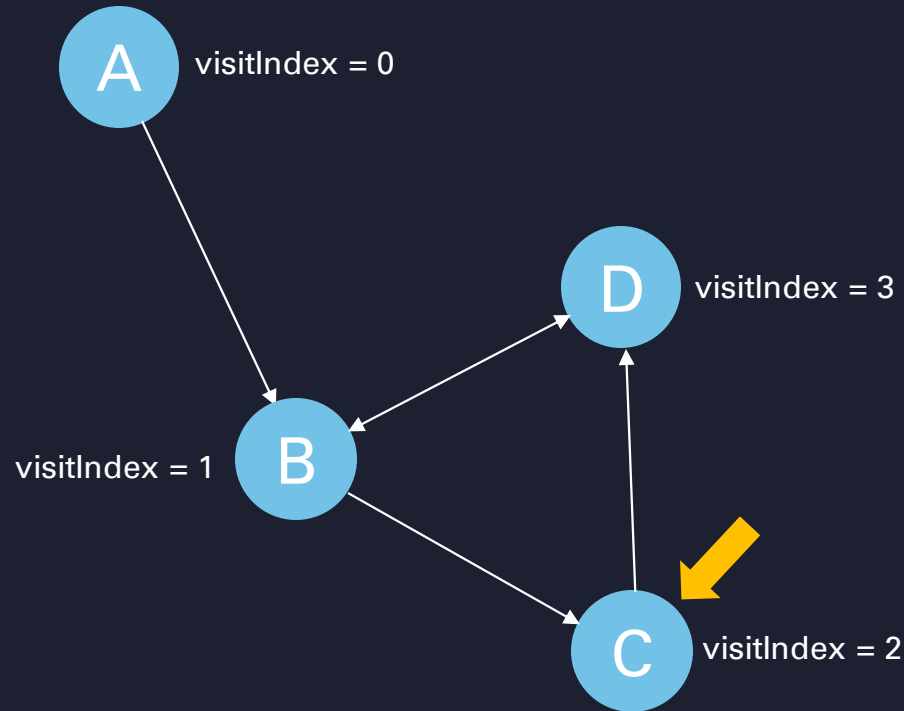 A
visitIndex = 0
D
visitIndex = 3
visitIndex = 1
B
C
visitIndex = 2